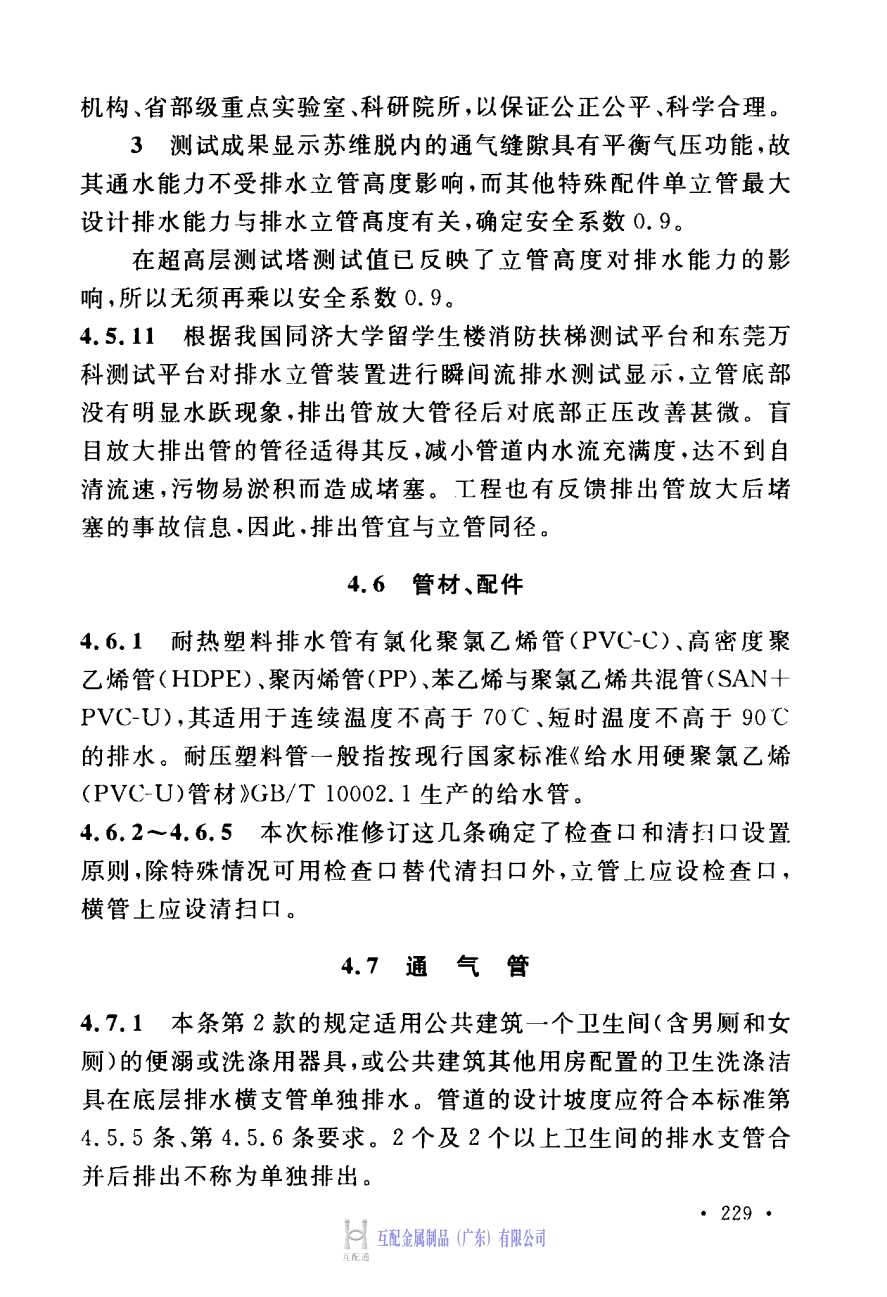 机构、省部级重点实验室、科研院所,以保证公正公平、科学合理。
3 测试成果显示苏维脱内的通气缝隙具有平衡气压功能,故
其通水能力不受排水立管高度影响,而其他特殊配件单立管最大
设计排水能力与排水立管高度有关,确定安全系数 0.9。
在超高层测试塔测试值已反映了立管高度对排水能力的影
响,所以无须再乘以安全系数 0.9。
4.5.11 根据我国同济大学留学生楼消防扶梯测试平台和东莞万
科测试平台对排水立管装置进行瞬间流排水测试显示,立管底部
没有明显水跃现象,排出管放大管径后对底部正压改善甚微。盲
目放大排出管的管径适得其反,减小管道内水流充满度,达不到自
清流速,污物易淤积而造成堵塞。工程也有反馈排出管放大后堵
塞的事故信息,因此,排出管宜与立管同径。
4.6 管材、配件
4.6.1 耐热塑料排水管有氯化聚氯乙烯管(PVC-C)、高密度聚
乙烯管(HDPE)、聚丙烯管(PP)、苯乙烯与聚氯乙烯共混管(SAN+
PVC-U),其适用于连续温度不高于 70℃、短时温度不高于 90℃
的排水。耐压塑料管一般指按现行国家标准《给水用硬聚氯乙烯
(PVC-U)管材》GB/T 10002.1 生产的给水管。
4.6.2~4.6.5 本次标准修订这几条确定了检查口和清扫口设置
原则,除特殊情况可用检查口替代清扫口外,立管上应设检查口,
横管上应设清扫口。
4.7 通 气 管
4.7.1 本条第 2 款的规定适用公共建筑一个卫生间(含男厕和女
厕)的便溺或洗涤用器具,或公共建筑其他用房配置的卫生洗涤洁
具在底层排水横支管单独排水。管道的设计坡度应符合本标准第
4.5.5 条、第 4.5.6 条要求。2 个及 2 个以上卫生间的排水支管合
并后排出不称为单独排出。
· 229 ·
互配金属制品(广东)有限公司
互配通